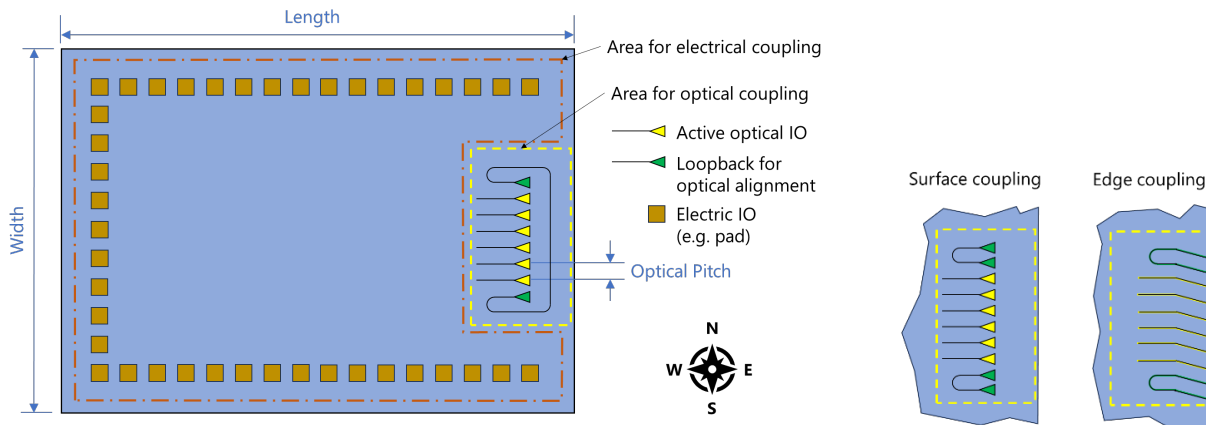 Length
Width
Area for electrical coupling
Area for optical coupling
Active optical IO
Loopback for
optical alignment
Electric IO
(e.g. pad)
Optical Pitch
N
W E
S
Surface coupling
Edge coupling